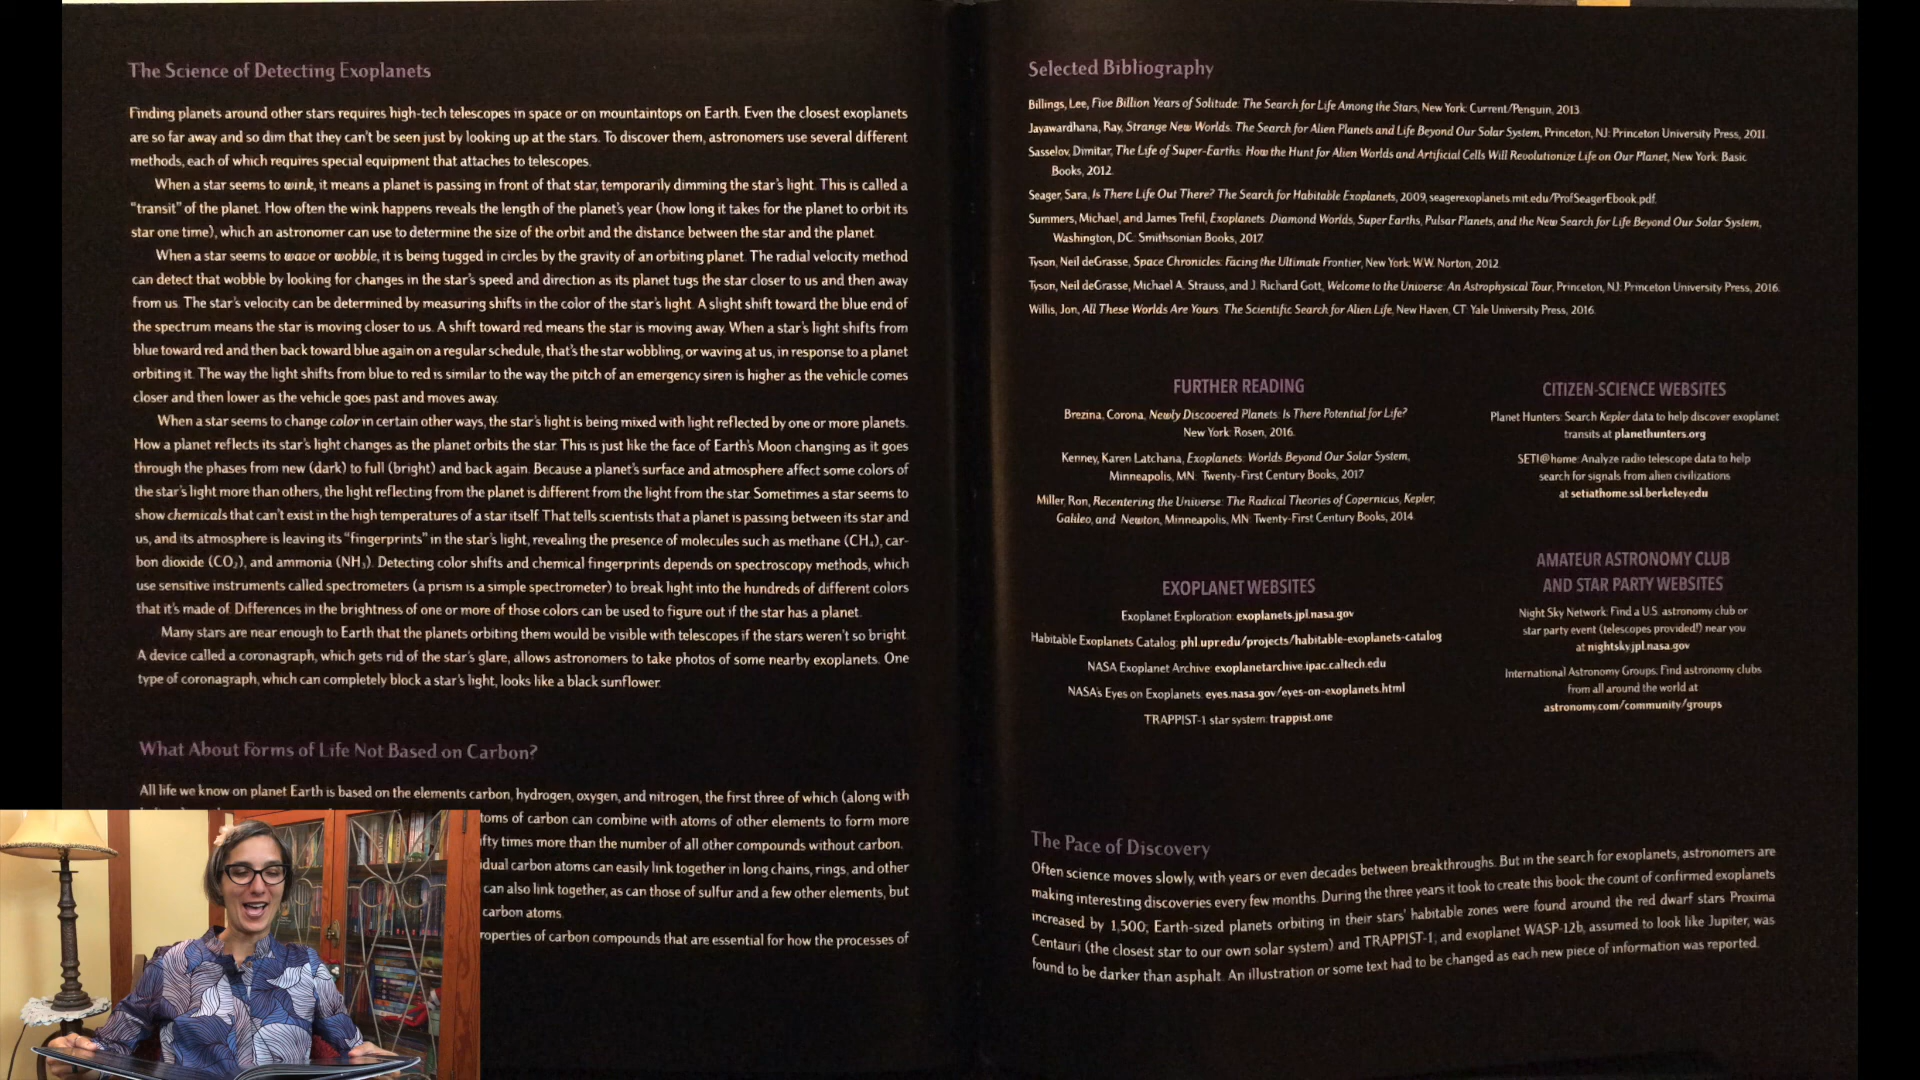 The Science of Detecting Exoplanets
Finding planets around other stars requires high-tech telescopes in space or on mountaintops on Earth. Even the closest exoplanets
are so far away and so dim that they can't be seen just by looking up at the stars. To discover them, astronomers use several different
methods, each of which requires special equipment that attaches to telescopes.
When a star seems to wink, it means a planet is passing in front of that star, temporarily dimming the star's light. This is called a
"transit" of the planet. How often the wink happens reveals the length of the planet's year (how long it takes for the planet to orbit its
star one time), which an astronomer can use to determine the size of the orbit and the distance between the star and the planet.
When a star seems to wave or wobble, it is being tugged in circles by the gravity of an orbiting planet. The radial velocity method
can detect that wobble by looking for changes in the star's speed and direction as its planet tugs the star closer to us and then away
from us. The star's velocity can be determined by measuring shifts in the color of the star's light. A slight shift toward the blue end of
the spectrum means the star is moving closer to us. A shift toward red means the star is moving away. When a star's light shifts from
blue toward red and then back toward blue again on a regular schedule, that's the star wobbling, or waving at us, in response to a planet
orbiting it. The way the light shifts from blue to red is similar to the way the pitch of an emergency siren is higher as the vehicle comes
closer and then lower as the vehicle goes past and moves away.
When a star seems to change color in certain other ways, the star's light is being mixed with light reflected by one or more planets.
How a planet reflects its star's light changes as the planet orbits the star. This is just like the face of Earth's Moon changing as it goes
through the phases from new (dark) to full (bright) and back again. Because a planet's surface and atmosphere affect some colors of
the star's light more than others, the light reflecting from the planet is different from the light from the star. Sometimes a star seems to
show chemicals that can't exist in the high temperatures of a star itself. That tells scientists that a planet is passing between its star and
us, and its atmosphere is leaving its "fingerprints" in the star's light, revealing the presence of molecules such as methane (CH₄), car-
bon dioxide (CO₂), and ammonia (NH₃). Detecting color shifts and chemical fingerprints depends on spectroscopy methods, which
use sensitive instruments called spectrometers (a prism is a simple spectrometer) to break light into the hundreds of different colors
that it's made of. Differences in the brightness of one or more of those colors can be used to figure out if the star has a planet.
Many stars are near enough to Earth that the planets orbiting them would be visible with telescopes if the stars weren't so bright.
A device called a coronagraph, which gets rid of the star's glare, allows astronomers to take photos of some nearby exoplanets. One
type of coronagraph, which can completely block a star's light, looks like a black sunflower.
What About Forms of Life Not Based on Carbon?
All life we know on planet Earth is based on the elements carbon, hydrogen, oxygen, and nitrogen, the first three of which (along with
toms of carbon can combine with atoms of other elements to form more
fty times more than the number of all other compounds without carbon.
dual carbon atoms can easily link together in long chains, rings, and other
can also link together, as can those of sulfur and a few other elements, but
carbon atoms.
roperties of carbon compounds that are essential for how the processes of
Selected Bibliography
Billings, Lee, Five Billion Years of Solitude: The Search for Life Among the Stars, New York: Current/Penguin, 2013.
Jayawardhana, Ray, Strange New Worlds: The Search for Alien Planets and Life Beyond Our Solar System, Princeton, NJ: Princeton University Press, 2011.
Sasselov, Dimitar, The Life of Super-Earths: How the Hunt for Alien Worlds and Artificial Cells Will Revolutionize Life on Our Planet, New York: Basic
Books, 2012.
Seager, Sara, Is There Life Out There? The Search for Habitable Exoplanets, 2009, seagerexoplanets.mit.edu/ProfSeagerEbook.pdf.
Summers, Michael, and James Trefil, Exoplanets: Diamond Worlds, Super Earths, Pulsar Planets, and the New Search for Life Beyond Our Solar System,
Washington, DC: Smithsonian Books, 2017.
Tyson, Neil deGrasse, Space Chronicles: Facing the Ultimate Frontier, New York: W.W. Norton, 2012.
Tyson, Neil deGrasse, Michael A. Strauss, and J. Richard Gott, Welcome to the Universe: An Astrophysical Tour, Princeton, NJ: Princeton University Press, 2016.
Willis, Jon, All These Worlds Are Yours: The Scientific Search for Alien Life, New Haven, CT: Yale University Press, 2016.
FURTHER READING
Brezina, Corona, Newly Discovered Planets: Is There Potential for Life?
New York: Rosen, 2016.
Kenney, Karen Latchana, Exoplanets: Worlds Beyond Our Solar System,
Minneapolis, MN: Twenty-First Century Books, 2017.
Miller, Ron, Recentering the Universe: The Radical Theories of Copernicus, Kepler,
Galileo, and Newton, Minneapolis, MN: Twenty-First Century Books, 2014.
EXOPLANET WEBSITES
Exoplanet Exploration: exoplanets.jpl.nasa.gov
Habitable Exoplanets Catalog: phl.upr.edu/projects/habitable-exoplanets-catalog
NASA Exoplanet Archive: exoplanetarchive.ipac.caltech.edu
NASA's Eyes on Exoplanets: eyes.nasa.gov/eyes-on-exoplanets.html
TRAPPIST-1 star system: trappist.one
CITIZEN-SCIENCE WEBSITES
Planet Hunters: Search Kepler data to help discover exoplanet
transits at planethunters.org
SETI@home: Analyze radio telescope data to help
search for signals from alien civilizations
at setiathome.ssl.berkeley.edu
AMATEUR ASTRONOMY CLUB
AND STAR PARTY WEBSITES
Night Sky Network: Find a U.S. astronomy club or
star party event (telescopes provided!) near you
at nightsky.jpl.nasa.gov
International Astronomy Groups: Find astronomy clubs
from all around the world at
astronomy.com/community/groups
The Pace of Discovery
Often science moves slowly, with years or even decades between breakthroughs. But in the search for exoplanets, astronomers are
making interesting discoveries every few months. During the three years it took to create this book: the count of confirmed exoplanets
increased by 1,500; Earth-sized planets orbiting in their stars' habitable zones were found around the red dwarf stars Proxima
Centauri (the closest star to our own solar system) and TRAPPIST-1; and exoplanet WASP-12b, assumed to look like Jupiter, was
found to be darker than asphalt. An illustration or some text had to be changed as each new piece of information was reported.